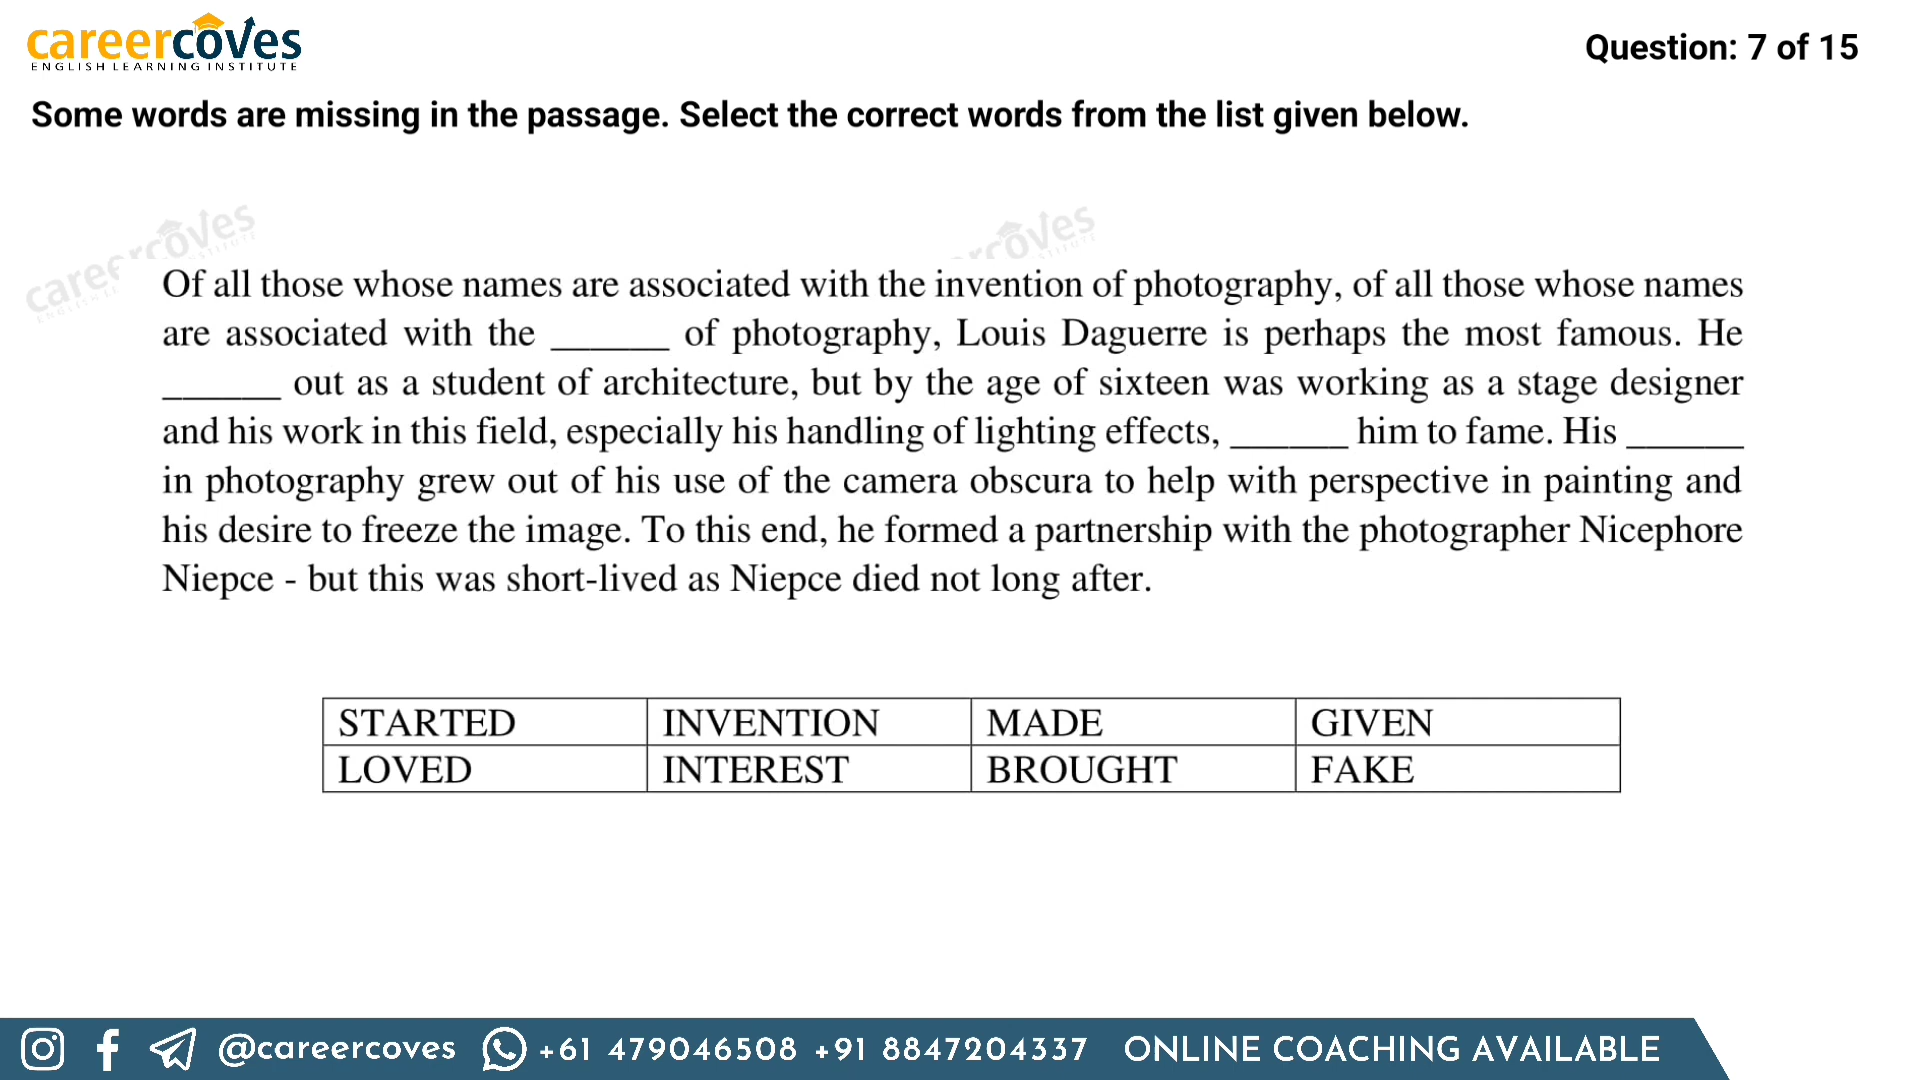 careercoves
ENGLISH LEARNING INSTITUTE
Question: 7 of 15
Some words are missing in the passage. Select the correct words from the list given below.
careercoves
rcoves
Of all those whose names are associated with the invention of photography, of all those whose names
are associated with the ______ of photography, Louis Daguerre is perhaps the most famous. He
______ out as a student of architecture, but by the age of sixteen was working as a stage designer
and his work in this field, especially his handling of lighting effects, ______ him to fame. His ______
in photography grew out of his use of the camera obscura to help with perspective in painting and
his desire to freeze the image. To this end, he formed a partnership with the photographer Nicephore
Niepce - but this was short-lived as Niepce died not long after.
STARTED INVENTION MADE GIVEN
LOVED INTEREST BROUGHT FAKE
@careercoves +61 479046508 +91 8847204337 ONLINE COACHING AVAILABLE